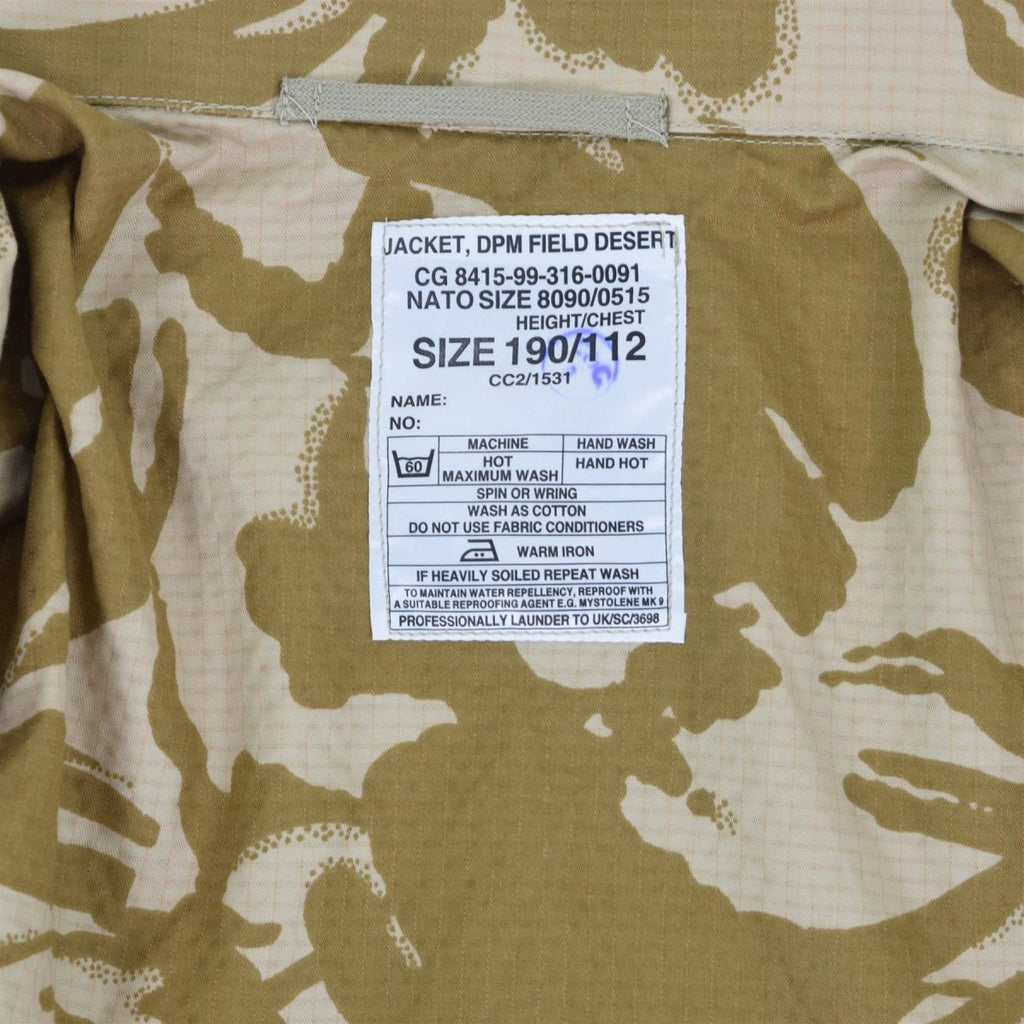 JACKET, DPM FIELD DESERT
CG 8415-99-316-0091
NATO SIZE 8090/0515
HEIGHT/CHEST
SIZE 190/112
CC2/1531
NAME:
NO:
60
MACHINE
HAND WASH
HOT
MAXIMUM WASH
HAND HOT
SPIN OR WRING
WASH AS COTTON
DO NOT USE FABRIC CONDITIONERS
WARM IRON
IF HEAVILY SOILED REPEAT WASH
TO MAINTAIN WATER REPELLENCY, REPROOF WITH
A SUITABLE REPROOFING AGENT E.G. MYSTOLENE MK 9
PROFESSIONALLY LAUNDER TO UK/SC/3698